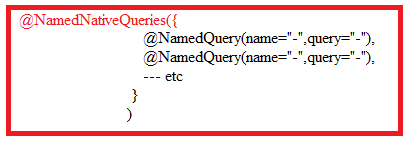 @NamedNativeQueries({
@NamedQuery(name="-",query="-"),
@NamedQuery(name="-",query="-"),
--- etc
}
)